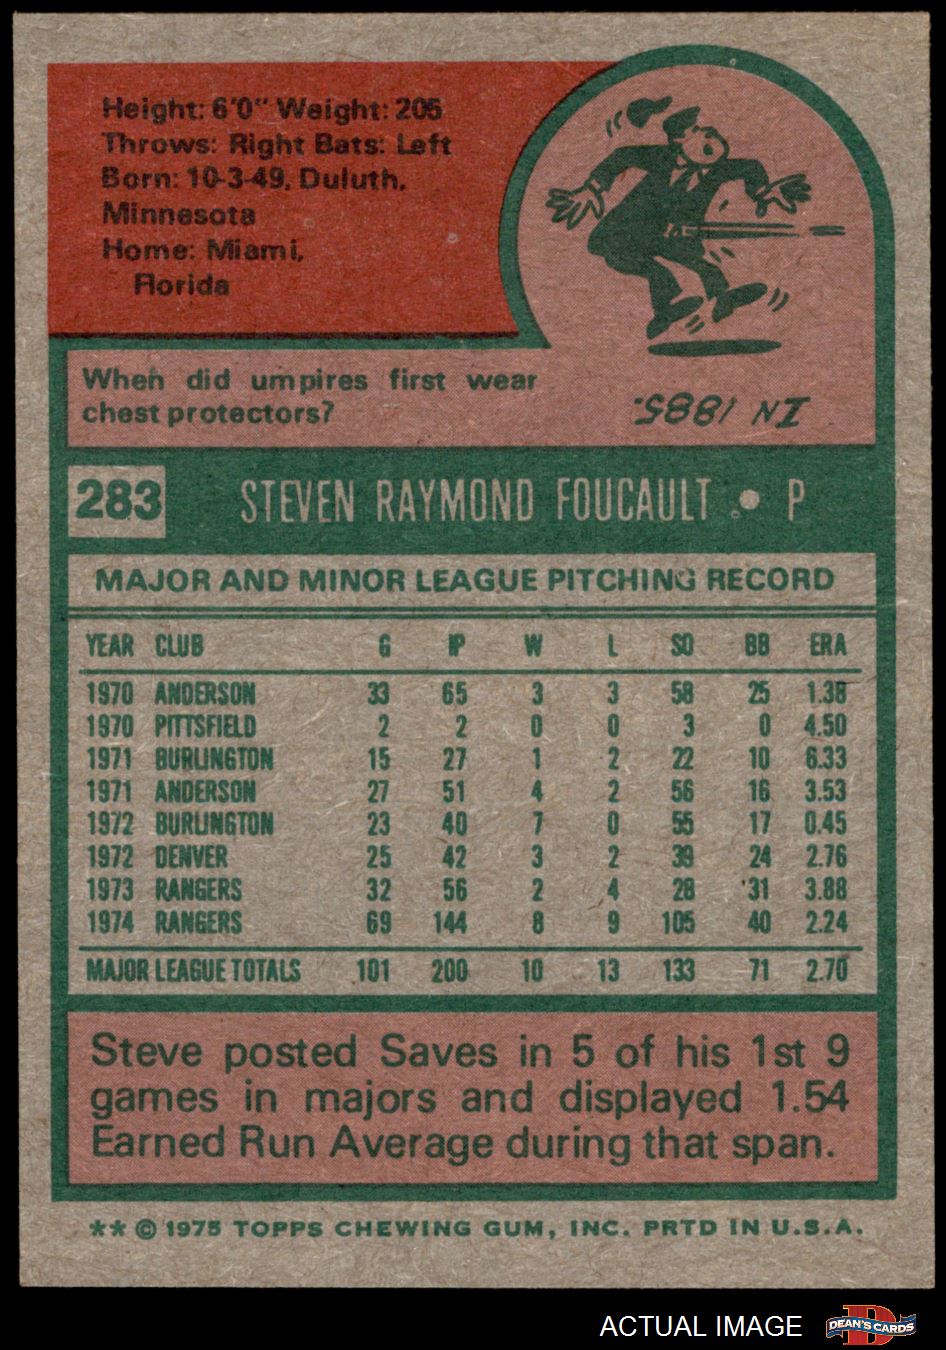 Height: 6'0" Weight: 205
Throws: Right Bats: Left
Born: 10-3-49, Duluth,
Minnesota
Home: Miami,
Florida
When did umpires first wear
chest protectors?
IN 1885.
283 STEVEN RAYMOND FOUCAULT • P
MAJOR AND MINOR LEAGUE PITCHING RECORD
YEAR CLUB G IP W L SO BB ERA
1970 ANDERSON 33 65 3 3 58 25 1.38
1970 PITTSFIELD 2 2 0 0 3 0 4.50
1971 BURLINGTON 15 27 1 2 22 10 6.33
1971 ANDERSON 27 51 4 2 56 16 3.53
1972 BURLINGTON 23 40 7 0 55 17 0.45
1972 DENVER 25 42 3 2 39 24 2.76
1973 RANGERS 32 56 2 4 28 31 3.88
1974 RANGERS 69 144 8 9 105 40 2.24
MAJOR LEAGUE TOTALS 101 200 10 13 133 71 2.70
Steve posted Saves in 5 of his 1st 9
games in majors and displayed 1.54
Earned Run Average during that span.
** © 1975 TOPPS CHEWING GUM, INC. PRTD IN U.S.A.
ACTUAL IMAGE
D
DEAN'S CARDS